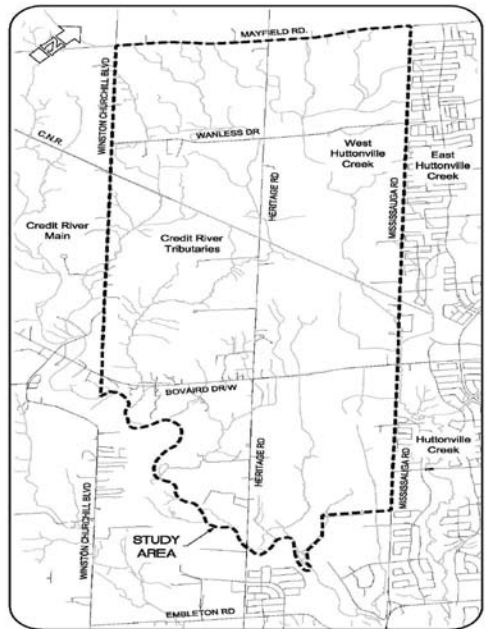 MAYFIELD RD.
N
WINSTON CHURCHILL BLVD
C.N.R.
WANLESS DR
HERITAGE RD
West
Huttonville
Creek
MISSISSAUGA RD
East
Huttonville
Creek
Credit River
Main
Credit River
Tributaries
BOVAIRD DR/W
HERITAGE RD
MISSISSAUGA RD
Huttonville
Creek
WINSTON CHURCHILL BLVD
STUDY
AREA
EMBLETON RD